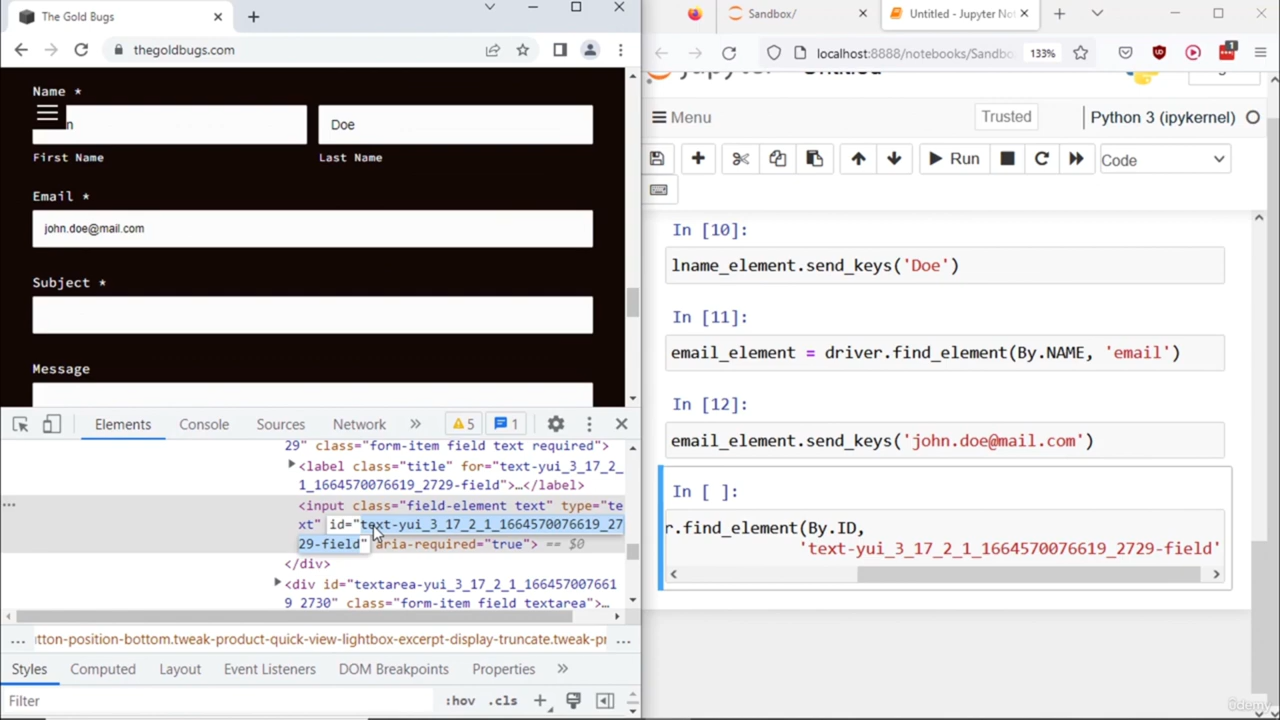 The Gold Bugs
thegoldbugs.com
Name *
n
Doe
First Name
Last Name
Email *
john.doe@mail.com
Subject *
Message
Elements
Console
Sources
Network
5
1
29" class="form-item field text required">
<label class="title" for="text-yui_3_17_2_
1_1664570076619_2729-field">…</label>
<input class="field-element text" type="te
xt" id="text-yui_3_17_2_1_1664570076619_27
29-field" aria-required="true"> == $0
</div>
<div id="textarea-yui_3_17_2_1_166457007661
9_2730" class="form-item field textarea">…
... utton-position-bottom.tweak-product-quick-view-lightbox-excerpt-display-truncate.tweak-pr ...
Styles
Computed
Layout
Event Listeners
DOM Breakpoints
Properties
Filter
:hov
.cls
Sandbox/
Untitled - Jupyter Not
localhost:8888/notebooks/Sandbo
133%
1
Menu
Trusted
Python 3 (ipykernel)
Run
Code
In [10]:
lname_element.send_keys('Doe')
In [11]:
email_element = driver.find_element(By.NAME, 'email')
In [12]:
email_element.send_keys('john.doe@mail.com')
In [ ]:
r.find_element(By.ID,
'text-yui_3_17_2_1_1664570076619_2729-field'